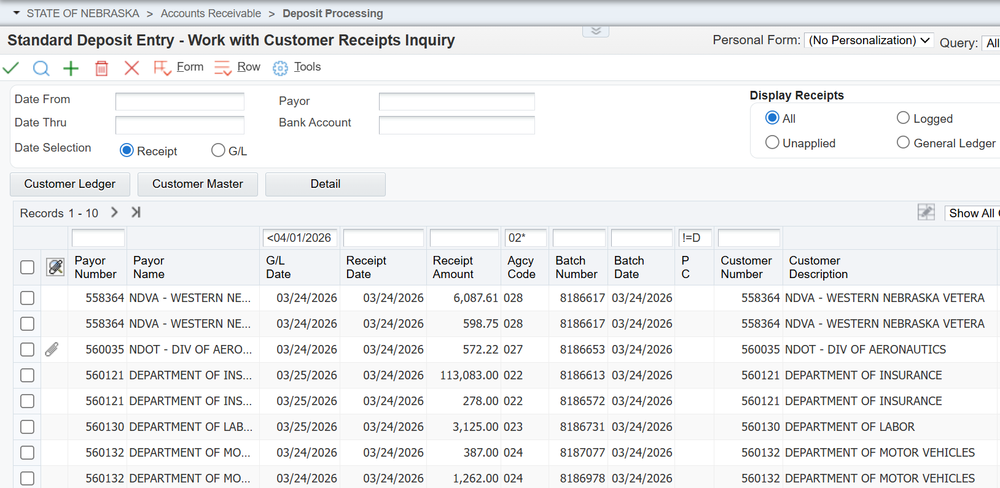 STATE OF NEBRASKA > Accounts Receivable > Deposit Processing
Standard Deposit Entry - Work with Customer Receipts Inquiry
Personal Form: (No Personalization) Query: All
Form Row Tools
Date From
Payor
Date Thru
Bank Account
Date Selection
Receipt G/L
Display Receipts
All Logged
Unapplied General Ledger
Customer Ledger Customer Master Detail
Records 1 - 10
Show All
<04/01/2026 02* !=D
Payor Number Payor Name G/L Date Receipt Date Receipt Amount Agcy Code Batch Number Batch Date P C Customer Number Customer Description
558364 NDVA - WESTERN NE... 03/24/2026 03/24/2026 6,087.61 028 8186617 03/24/2026 558364 NDVA - WESTERN NEBRASKA VETERA
558364 NDVA - WESTERN NE... 03/24/2026 03/24/2026 598.75 028 8186617 03/24/2026 558364 NDVA - WESTERN NEBRASKA VETERA
560035 NDOT - DIV OF AERO... 03/24/2026 03/24/2026 572.22 027 8186653 03/24/2026 560035 NDOT - DIV OF AERONAUTICS
560121 DEPARTMENT OF INS... 03/25/2026 03/24/2026 113,083.00 022 8186613 03/24/2026 560121 DEPARTMENT OF INSURANCE
560121 DEPARTMENT OF INS... 03/25/2026 03/24/2026 278.00 022 8186572 03/24/2026 560121 DEPARTMENT OF INSURANCE
560130 DEPARTMENT OF LAB... 03/25/2026 03/24/2026 3,125.00 023 8186731 03/24/2026 560130 DEPARTMENT OF LABOR
560132 DEPARTMENT OF MO... 03/24/2026 03/24/2026 387.00 024 8187077 03/24/2026 560132 DEPARTMENT OF MOTOR VEHICLES
560132 DEPARTMENT OF MO... 03/24/2026 03/24/2026 1,262.00 024 8186978 03/24/2026 560132 DEPARTMENT OF MOTOR VEHICLES